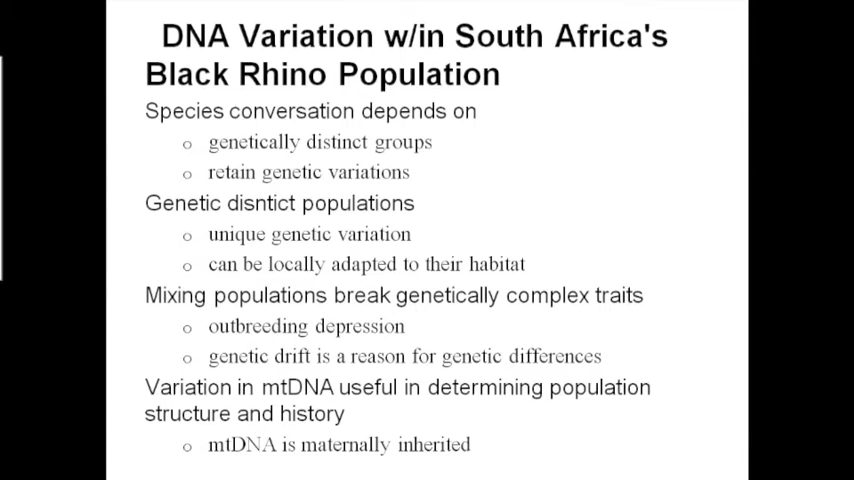 DNA Variation w/in South Africa's
Black Rhino Population
Species conversation depends on
o genetically distinct groups
o retain genetic variations
Genetic disntict populations
o unique genetic variation
o can be locally adapted to their habitat
Mixing populations break genetically complex traits
o outbreeding depression
o genetic drift is a reason for genetic differences
Variation in mtDNA useful in determining population
structure and history
o mtDNA is maternally inherited